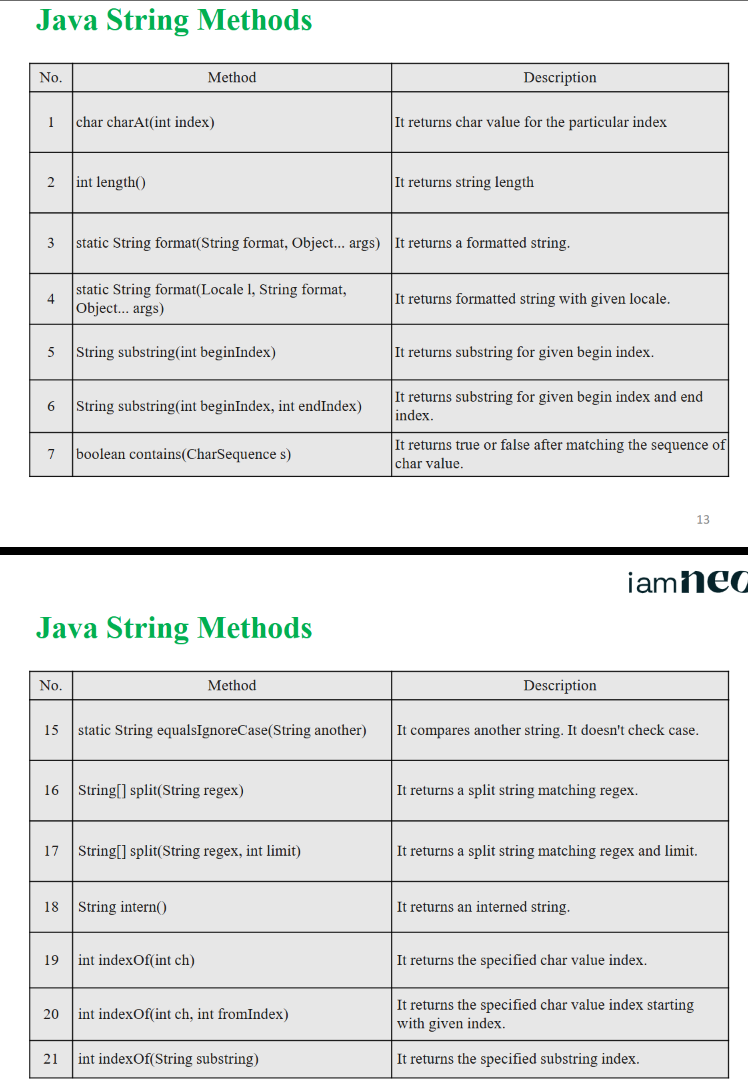 Java String Methods
No. Method Description
1 char charAt(int index) It returns char value for the particular index
2 int length() It returns string length
3 static String format(String format, Object... args) It returns a formatted string.
4 static String format(Locale l, String format,
Object... args) It returns formatted string with given locale.
5 String substring(int beginIndex) It returns substring for given begin index.
6 String substring(int beginIndex, int endIndex) It returns substring for given begin index and end
index.
7 boolean contains(CharSequence s) It returns true or false after matching the sequence of
char value.
13
iamneo
Java String Methods
No. Method Description
15 static String equalsIgnoreCase(String another) It compares another string. It doesn't check case.
16 String[] split(String regex) It returns a split string matching regex.
17 String[] split(String regex, int limit) It returns a split string matching regex and limit.
18 String intern() It returns an interned string.
19 int indexOf(int ch) It returns the specified char value index.
20 int indexOf(int ch, int fromIndex) It returns the specified char value index starting
with given index.
21 int indexOf(String substring) It returns the specified substring index.